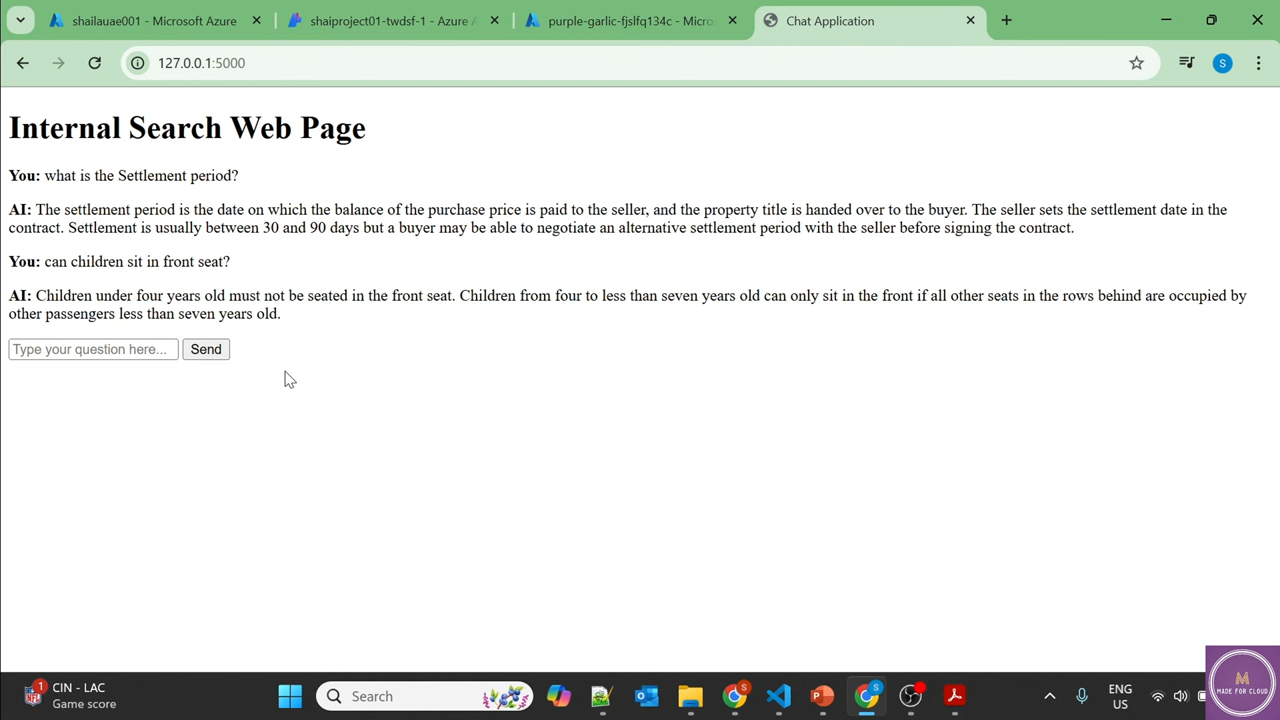 shailauae001 - Microsoft Azure
shaiproject01-twdsf-1 - Azure A
purple-garlic-fjslfq134c - Micro
Chat Application
127.0.0.1:5000
S
Internal Search Web Page
You: what is the Settlement period?
AI: The settlement period is the date on which the balance of the purchase price is paid to the seller, and the property title is handed over to the buyer. The seller sets the settlement date in the
contract. Settlement is usually between 30 and 90 days but a buyer may be able to negotiate an alternative settlement period with the seller before signing the contract.
You: can children sit in front seat?
AI: Children under four years old must not be seated in the front seat. Children from four to less than seven years old can only sit in the front if all other seats in the rows behind are occupied by
other passengers less than seven years old.
Type your question here...
Send
1
CIN - LAC
Game score
Search
S
S
ENG
US
M
MADE FOR CLOUD